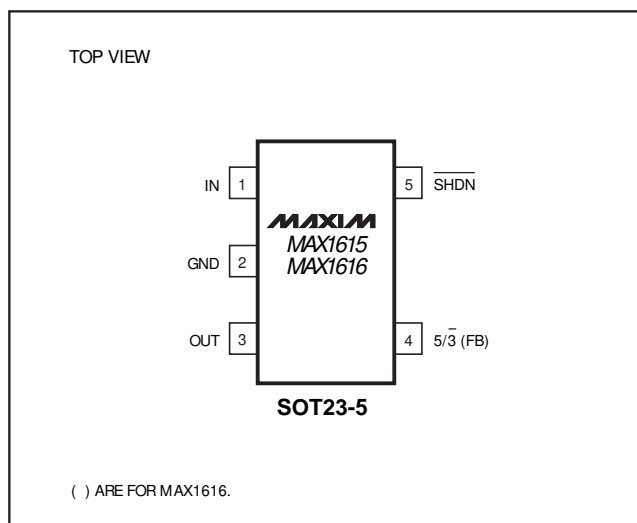 TOP VIEW
IN 1
5 S̅H̅D̅N̅
MAXIM
MAX1615
MAX1616
GND 2
OUT 3
4 5/3̅ (FB)
SOT23-5
( ) ARE FOR MAX1616.